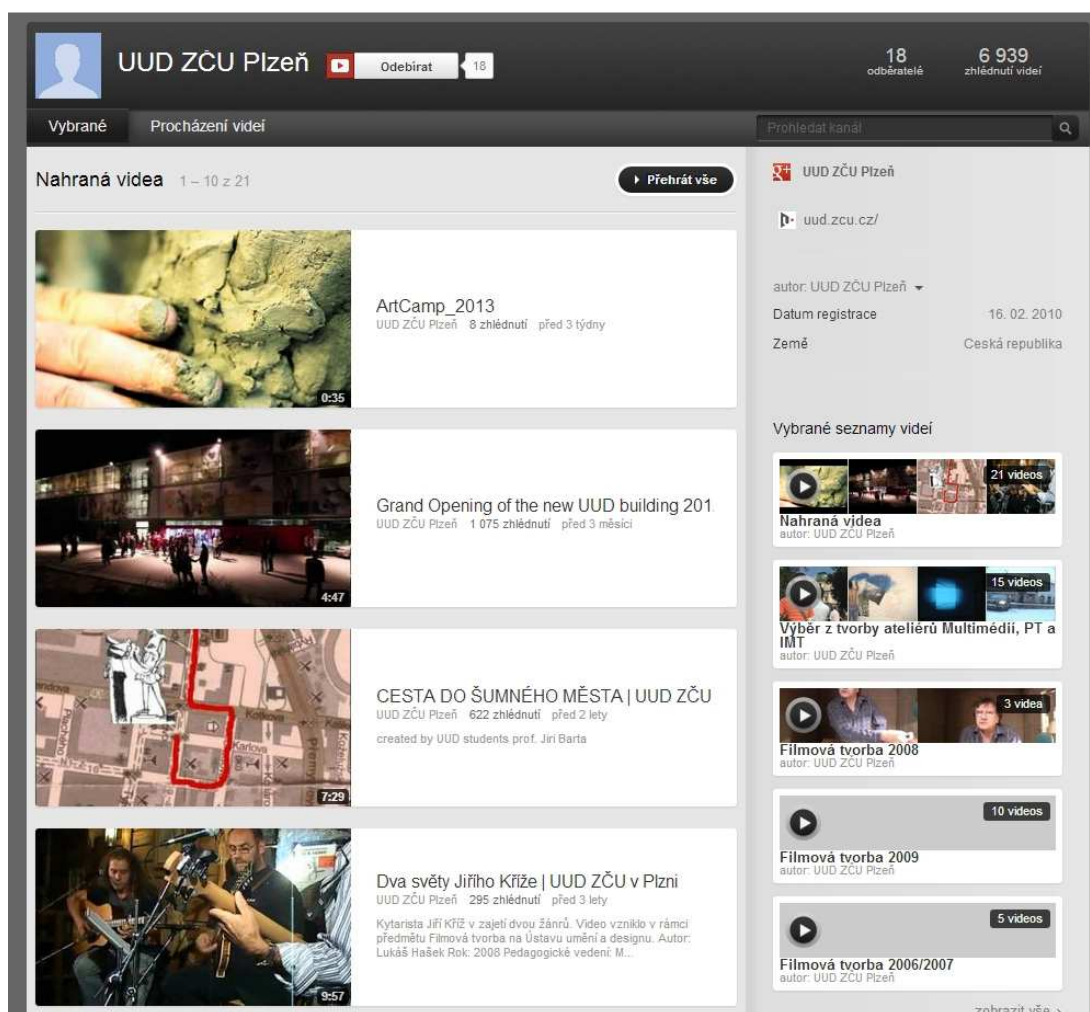 UUD ZČU Plzeň
Odebírat
18
18
odběratelé
6 939
zhlédnutí videí
Vybrané
Procházení videí
Prohledat kanál
Nahraná videa 1 – 10 z 21
Přehrát vše
0:35
ArtCamp_2013
UUD ZČU Plzeň 8 zhlédnutí před 3 týdny
4:47
Grand Opening of the new UUD building 201
UUD ZČU Plzeň 1 075 zhlédnutí před 3 měsíci
7:29
Kotkova
Karlova
CESTA DO ŠUMNÉHO MĚSTA | UUD ZČU
UUD ZČU Plzeň 622 zhlédnutí před 2 lety
created by UUD students prof. Jiri Barta
9:57
Dva světy Jiřího Kříže | UUD ZČU v Plzni
UUD ZČU Plzeň 295 zhlédnutí před 3 lety
Kytarista Jiří Kříž v zajetí dvou žánrů. Video vzniklo v rámci
předmětu Filmová tvorba na Ústavu umění a designu. Autor:
Lukáš Hašek Rok: 2008 Pedagogické vedení: M...
UUD ZČU Plzeň
uud.zcu.cz/
autor: UUD ZČU Plzeň
Datum registrace 16. 02. 2010
Země Česká republika
Vybrané seznamy videí
21 videos
Nahraná videa
autor: UUD ZČU Plzeň
15 videos
Výběr z tvorby ateliérů Multimédií, PT a
IMT
autor: UUD ZČU Plzeň
3 videa
Filmová tvorba 2008
autor: UUD ZČU Plzeň
10 videos
Filmová tvorba 2009
autor: UUD ZČU Plzeň
5 videos
Filmová tvorba 2006/2007
autor: UUD ZČU Plzeň
zobrazit vše ›